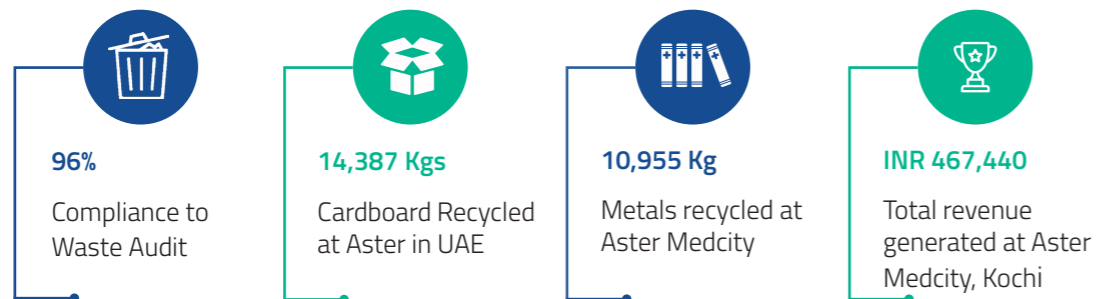 96%
Compliance to
Waste Audit
14,387 Kgs
Cardboard Recycled
at Aster in UAE
10,955 Kg
Metals recycled at
Aster Medcity
INR 467,440
Total revenue
generated at Aster
Medcity, Kochi